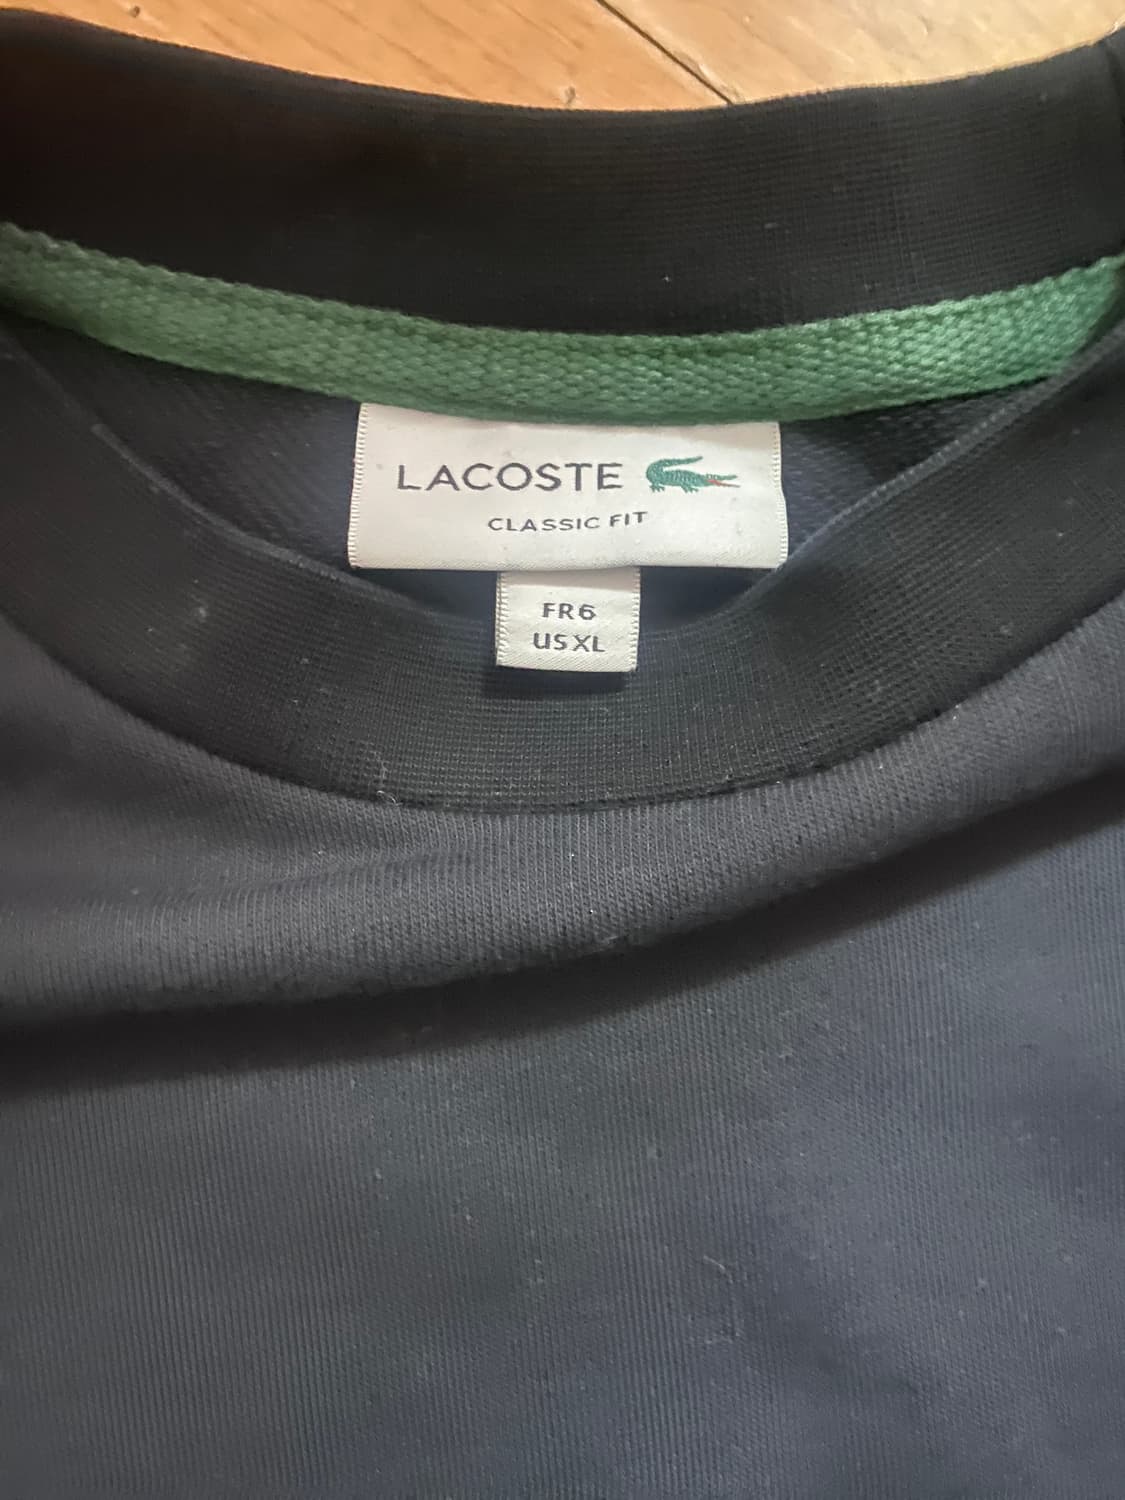 LACOSTE
CLASSIC FIT
FR6
US XL